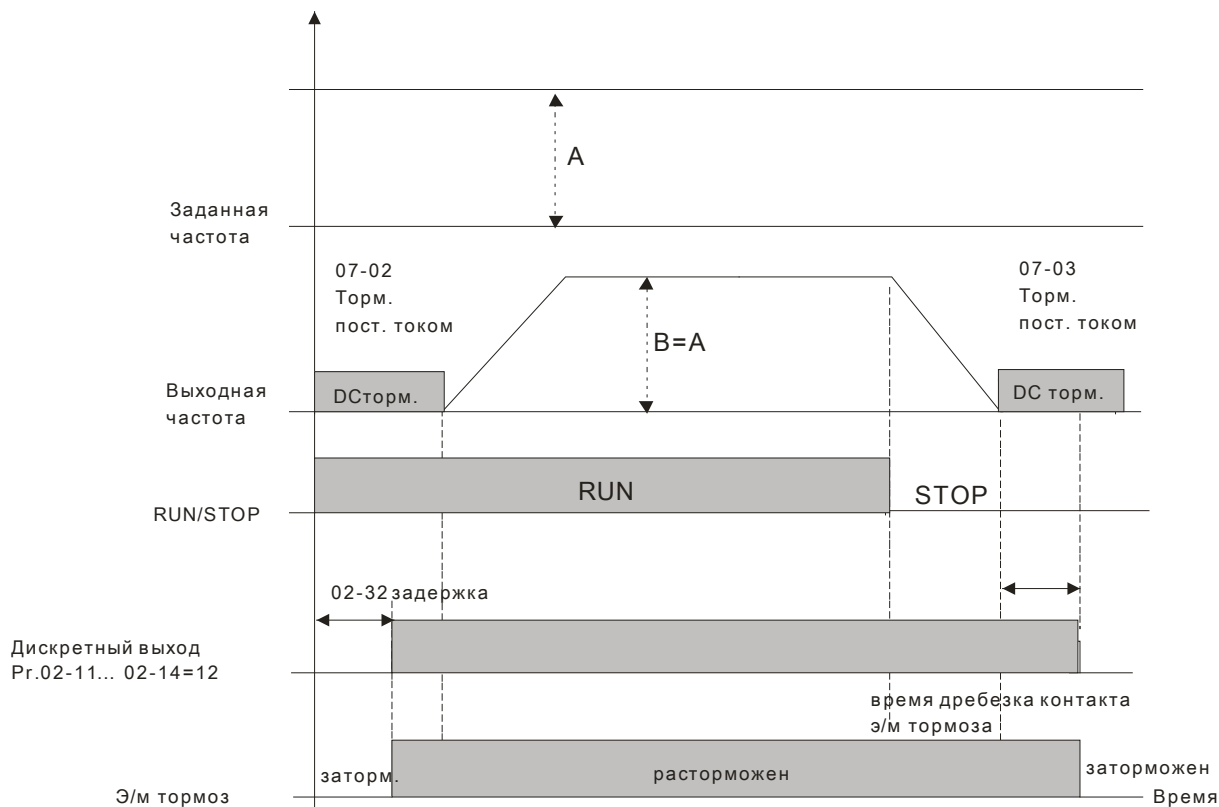 A
Заданная
частота
07-02
Торм.
пост. током
07-03
Торм.
пост. током
B=A
Выходная
частота
DCторм.
DC торм.
RUN
STOP
RUN/STOP
02-32 задержка
Дискретный выход
Pr.02-11... 02-14=12
время дребезка контакта
э/м тормоза
заторм.
расторможен
заторможен
Э/м тормоз
Время